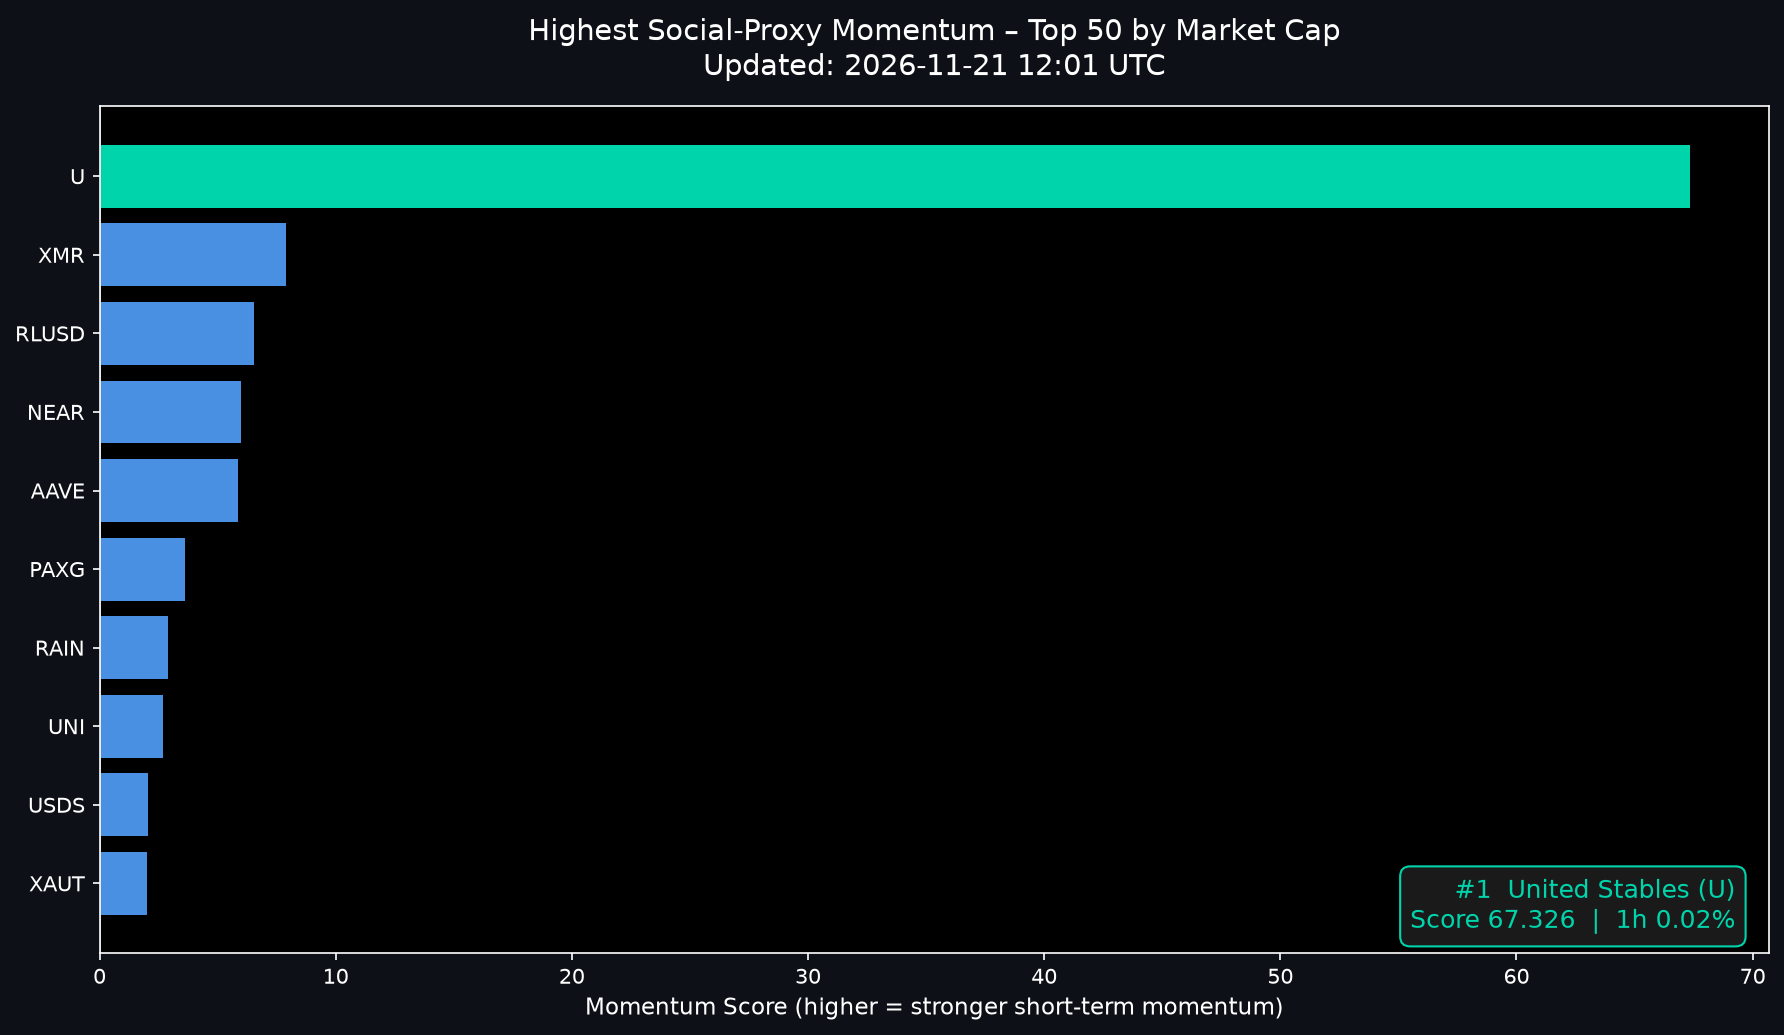 Highest Social-Proxy Momentum – Top 50 by Market Cap
Updated: 2026-11-21 12:01 UTC
U
XMR
RLUSD
NEAR
AAVE
PAXG
RAIN
UNI
USDS
XAUT
#1 United Stables (U)
Score 67.326 | 1h 0.02%
0 10 20 30 40 50 60 70
Momentum Score (higher = stronger short-term momentum)